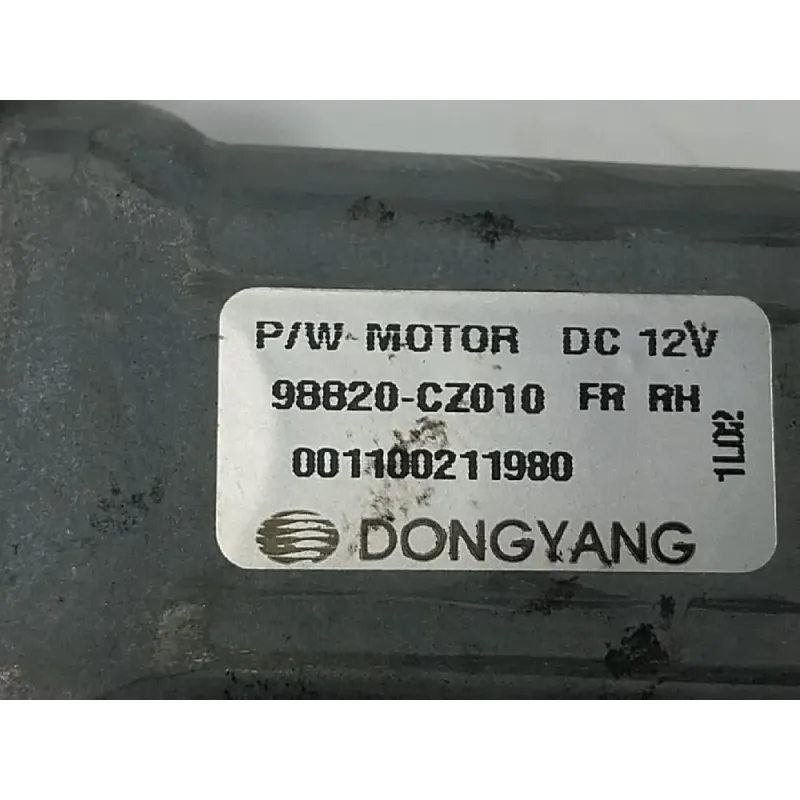 P/W MOTOR DC 12V
98820-CZ010 FR RH
001100211980
DONGYANG